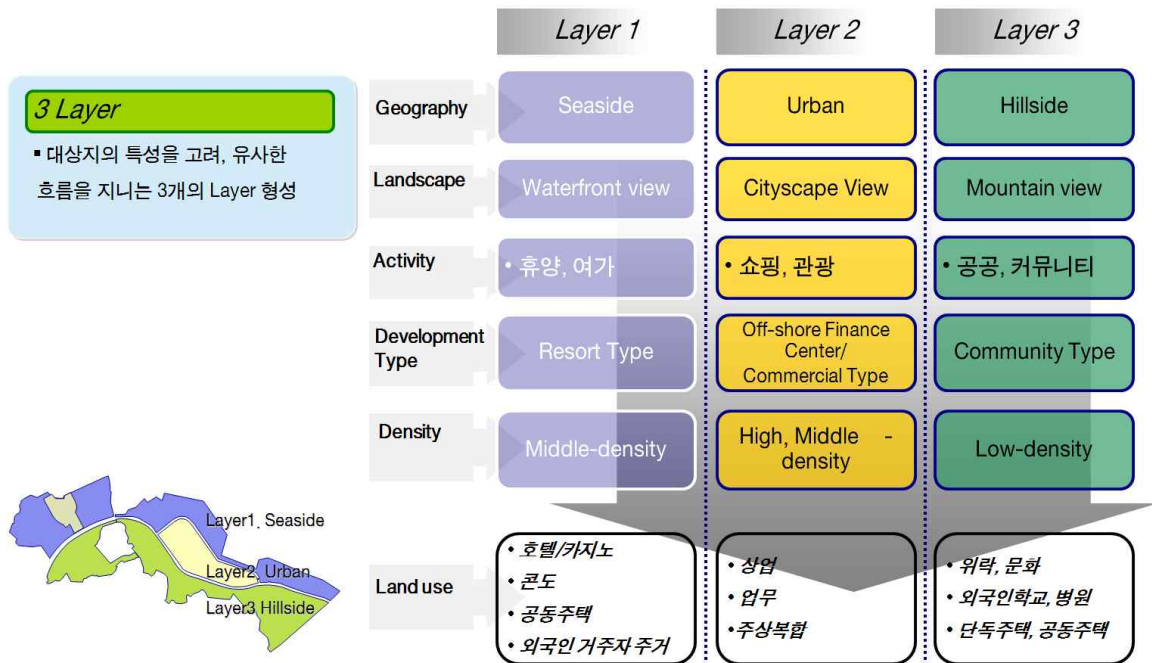 Layer 1
Layer 2
Layer 3
3 Layer
▪ 대상지의 특성을 고려, 유사한
흐름을 지니는 3개의 Layer 형성
Geography
Seaside
Urban
Hillside
Landscape
Waterfront view
Cityscape View
Mountain view
Activity
• 휴양, 여가
• 쇼핑, 관광
• 공공, 커뮤니티
Development
Type
Resort Type
Off-shore Finance
Center/
Commercial Type
Community Type
Density
Middle-density
High, Middle -
density
Low-density
Layer1. Seaside
Layer2. Urban
Layer3 Hillside
Land use
• 호텔/카지노
• 콘도
• 공동주택
• 외국인 거주자 주거
• 상업
• 업무
•주상복합
• 위락, 문화
• 외국인학교, 병원
• 단독주택, 공동주택